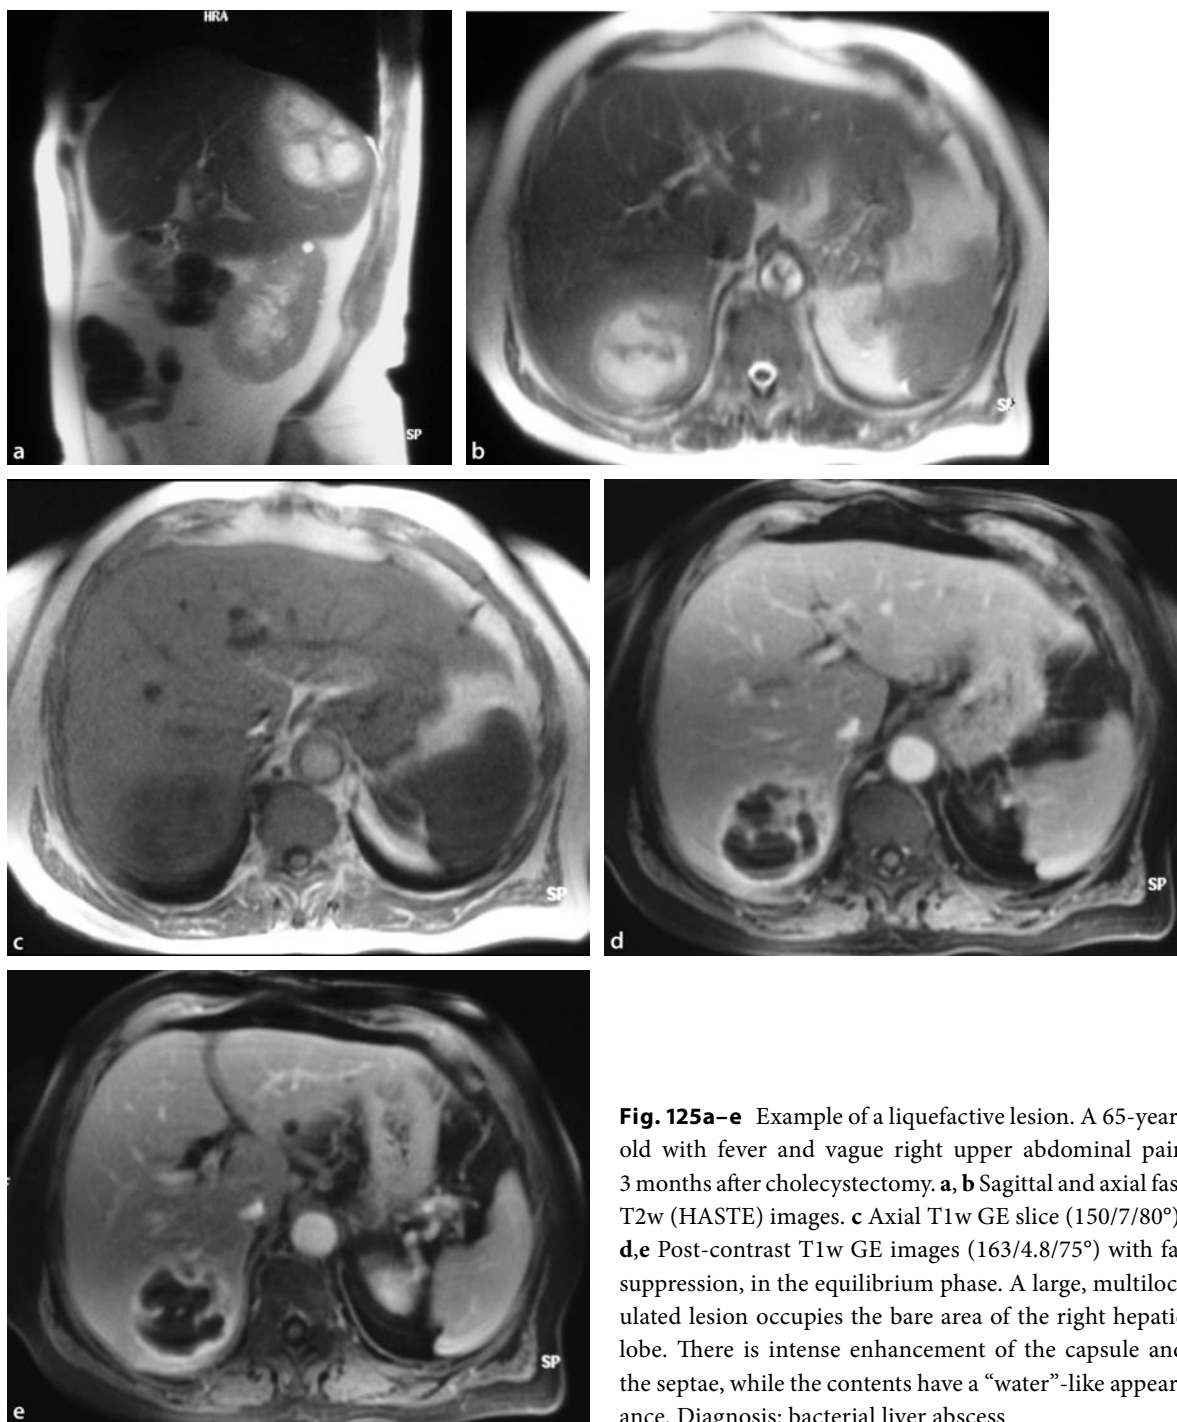 HRA
SP
a
SP
b
SP
c
SP
d
SP
e
Fig. 125a–e Example of a liquefactive lesion. A 65-year
old with fever and vague right upper abdominal pain
3 months after cholecystectomy. a, b Sagittal and axial fas
T2w (HASTE) images. c Axial T1w GE slice (150/7/80°)
d,e Post-contrast T1w GE images (163/4.8/75°) with fa
suppression, in the equilibrium phase. A large, multiloc
ulated lesion occupies the bare area of the right hepatic
lobe. There is intense enhancement of the capsule and
the septae, while the contents have a “water”-like appear
ance. Diagnosis: bacterial liver abscess